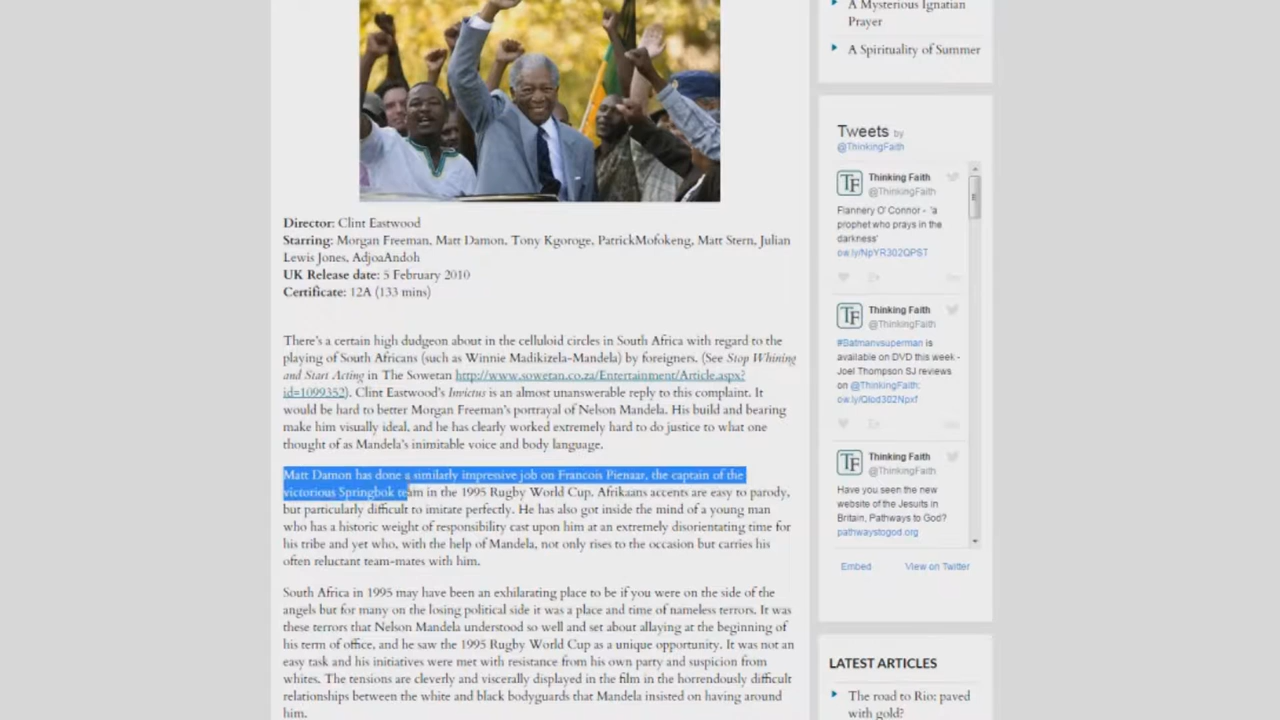 A Mysterious Ignatian
Prayer
A Spirituality of Summer
Director: Clint Eastwood
Starring: Morgan Freeman, Matt Damon, Tony Kgoroge, PatrickMofokeng, Matt Stern, Julian
Lewis Jones, AdjoaAndoh
UK Release date: 5 February 2010
Certificate: 12A (133 mins)
There's a certain high dudgeon about in the celluloid circles in South Africa with regard to the
playing of South Africans (such as Winnie Madikizela-Mandela) by foreigners. (See Stop Whining
and Start Acting in The Sowetan http://www.sowetan.co.za/Entertainment/Article.aspx?
id=1099352). Clint Eastwood's Invictus is an almost unanswerable reply to this complaint. It
would be hard to better Morgan Freeman's portrayal of Nelson Mandela. His build and bearing
make him visually ideal, and he has clearly worked extremely hard to do justice to what one
thought of as Mandela's inimitable voice and body language.
Matt Damon has done a similarly impressive job on Francois Pienaar, the captain of the
victorious Springbok team in the 1995 Rugby World Cup. Afrikaans accents are easy to parody,
but particularly difficult to imitate perfectly. He has also got inside the mind of a young man
who has a historic weight of responsibility cast upon him at an extremely disorientating time for
his tribe and yet who, with the help of Mandela, not only rises to the occasion but carries his
often reluctant team-mates with him.
South Africa in 1995 may have been an exhilarating place to be if you were on the side of the
angels but for many on the losing political side it was a place and time of nameless terrors. It was
these terrors that Nelson Mandela understood so well and set about allaying at the beginning of
his term of office, and he saw the 1995 Rugby World Cup as a unique opportunity. It was not an
easy task and his initiatives were met with resistance from his own party and suspicion from
whites. The tensions are cleverly and viscerally displayed in the film in the horrendously difficult
relationships between the white and black bodyguards that Mandela insisted on having around
him.
Tweets by
@ThinkingFaith
TF Thinking Faith
@ThinkingFaith
Flannery O' Connor - 'a
prophet who prays in the
darkness'
ow.ly/NpYR302QPST
TF Thinking Faith
@ThinkingFaith
#Batmanvsuperman is
available on DVD this week -
Joel Thompson SJ reviews
on @ThinkingFaith:
ow.ly/Qlod302Npxf
TF Thinking Faith
@ThinkingFaith
Have you seen the new
website of the Jesuits in
Britain, Pathways to God?
pathwaystogod.org
Embed View on Twitter
LATEST ARTICLES
The road to Rio: paved
with gold?